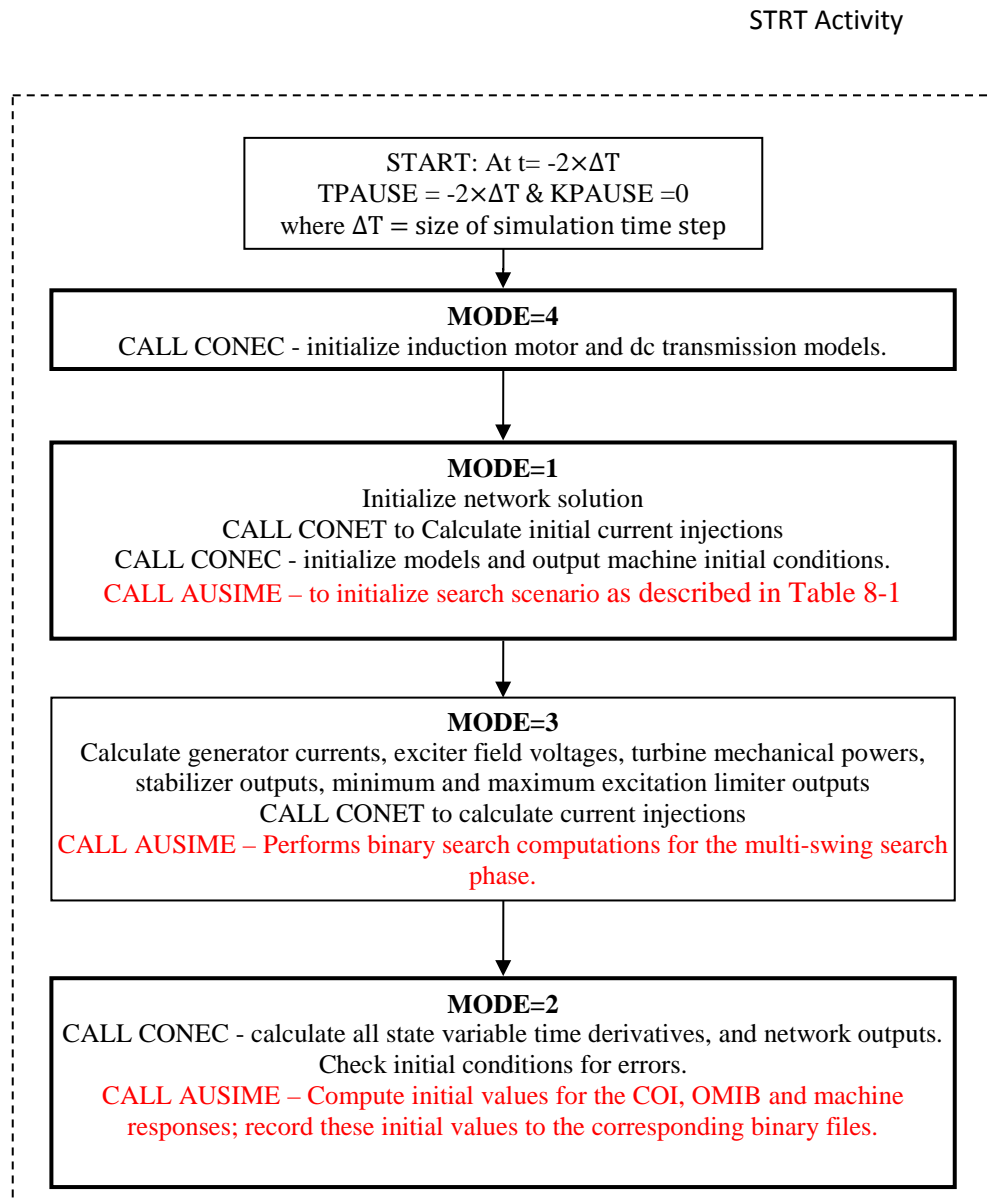 STRT Activity
START: At t= -2×ΔT
TPAUSE = -2×ΔT & KPAUSE =0
where ΔT = size of simulation time step
MODE=4
CALL CONEC - initialize induction motor and dc transmission models.
MODE=1
Initialize network solution
CALL CONET to Calculate initial current injections
CALL CONEC - initialize models and output machine initial conditions.
CALL AUSIME – to initialize search scenario as described in Table 8-1
MODE=3
Calculate generator currents, exciter field voltages, turbine mechanical powers,
stabilizer outputs, minimum and maximum excitation limiter outputs
CALL CONET to calculate current injections
CALL AUSIME – Performs binary search computations for the multi-swing search
phase.
MODE=2
CALL CONEC - calculate all state variable time derivatives, and network outputs.
Check initial conditions for errors.
CALL AUSIME – Compute initial values for the COI, OMIB and machine
responses; record these initial values to the corresponding binary files.